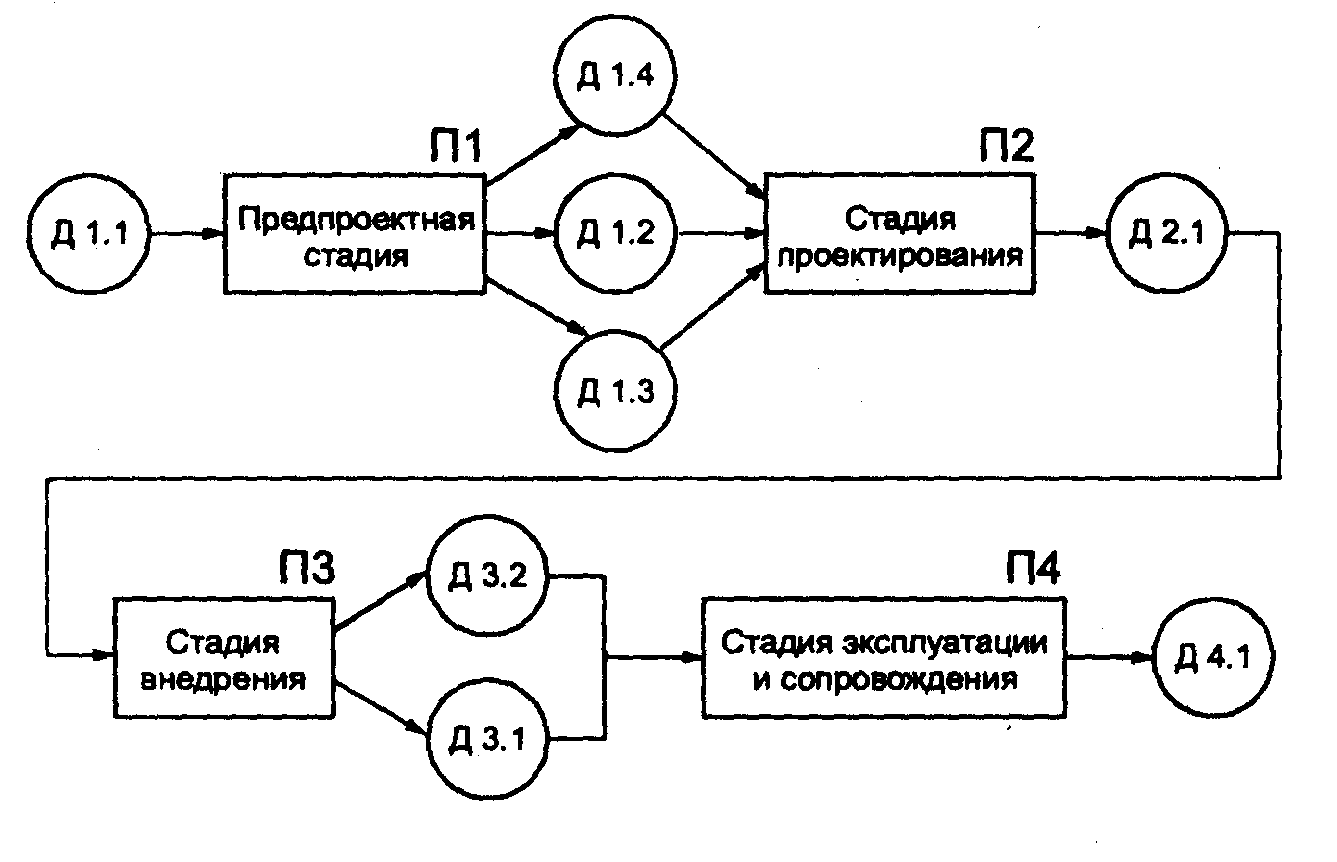 Д 1.4
П1
П2
Д 1.1
Предпроектная
стадия
Д 1.2
Стадия
проектирования
Д 2.1
Д 1.3
П3
Д 3.2
П4
Стадия
внедрения
Стадия эксплуатации
и сопровождения
Д 4.1
Д 3.1